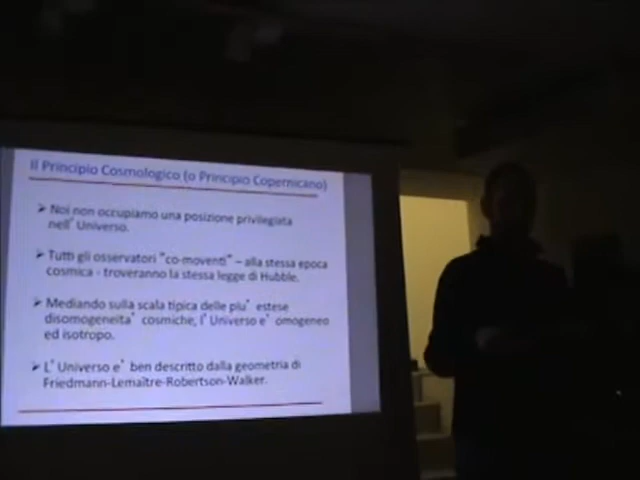 Il Principio Cosmologico (o Principio Copernicano)
➢ Noi non occupiamo una posizione privilegiata
nell' Universo.
➢ Tutti gli osservatori "co-moventi" – alla stessa epoca
cosmica - troveranno la stessa legge di Hubble.
➢ Mediando sulla scala tipica delle piu' estese
disomogeneita' cosmiche, l' Universo e' omogeneo
ed isotropo.
➢ L' Universo e' ben descritto dalla geometria di
Friedmann-Lemaître-Robertson-Walker.